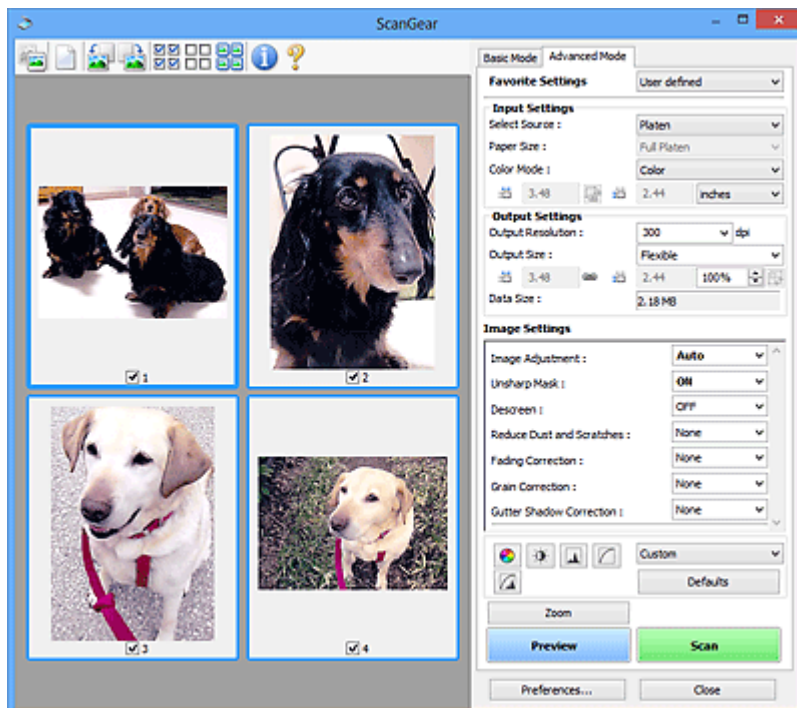 ScanGear
Basic Mode Advanced Mode
Favorite Settings User defined
Input Settings
Select Source : Platen
Paper Size : Full Platen
Color Mode : Color
3.48 2.44 inches
Output Settings
Output Resolution : 300 dpi
Output Size : Flexible
3.48 2.44 100%
Data Size : 2.18 MB
Image Settings
Image Adjustment : Auto
Unsharp Mask : ON
Descreen : OFF
Reduce Dust and Scratches : None
Fading Correction : None
Grain Correction : None
Gutter Shadow Correction : None
Custom
Defaults
Zoom
Preview Scan
Preferences... Close
1
2
3
4